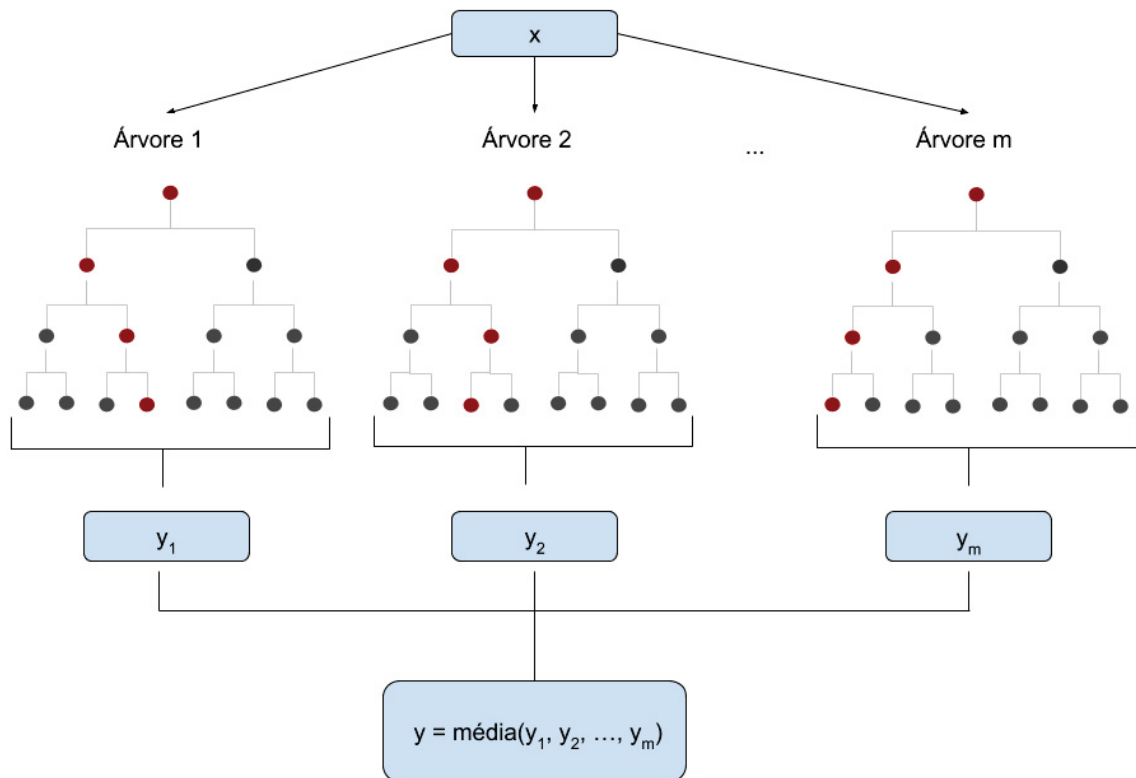 x
Árvore 1
Árvore 2
...
Árvore m
y₁
y₂
yₘ
y = média(y₁, y₂, …, yₘ)